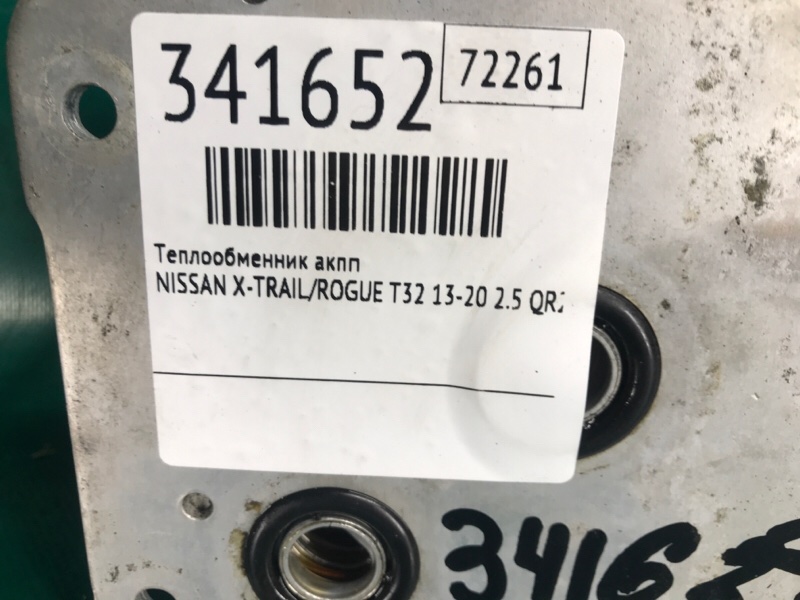 341652
72261
Теплообменник акпп
NISSAN X-TRAIL/ROGUE T32 13-20 2.5